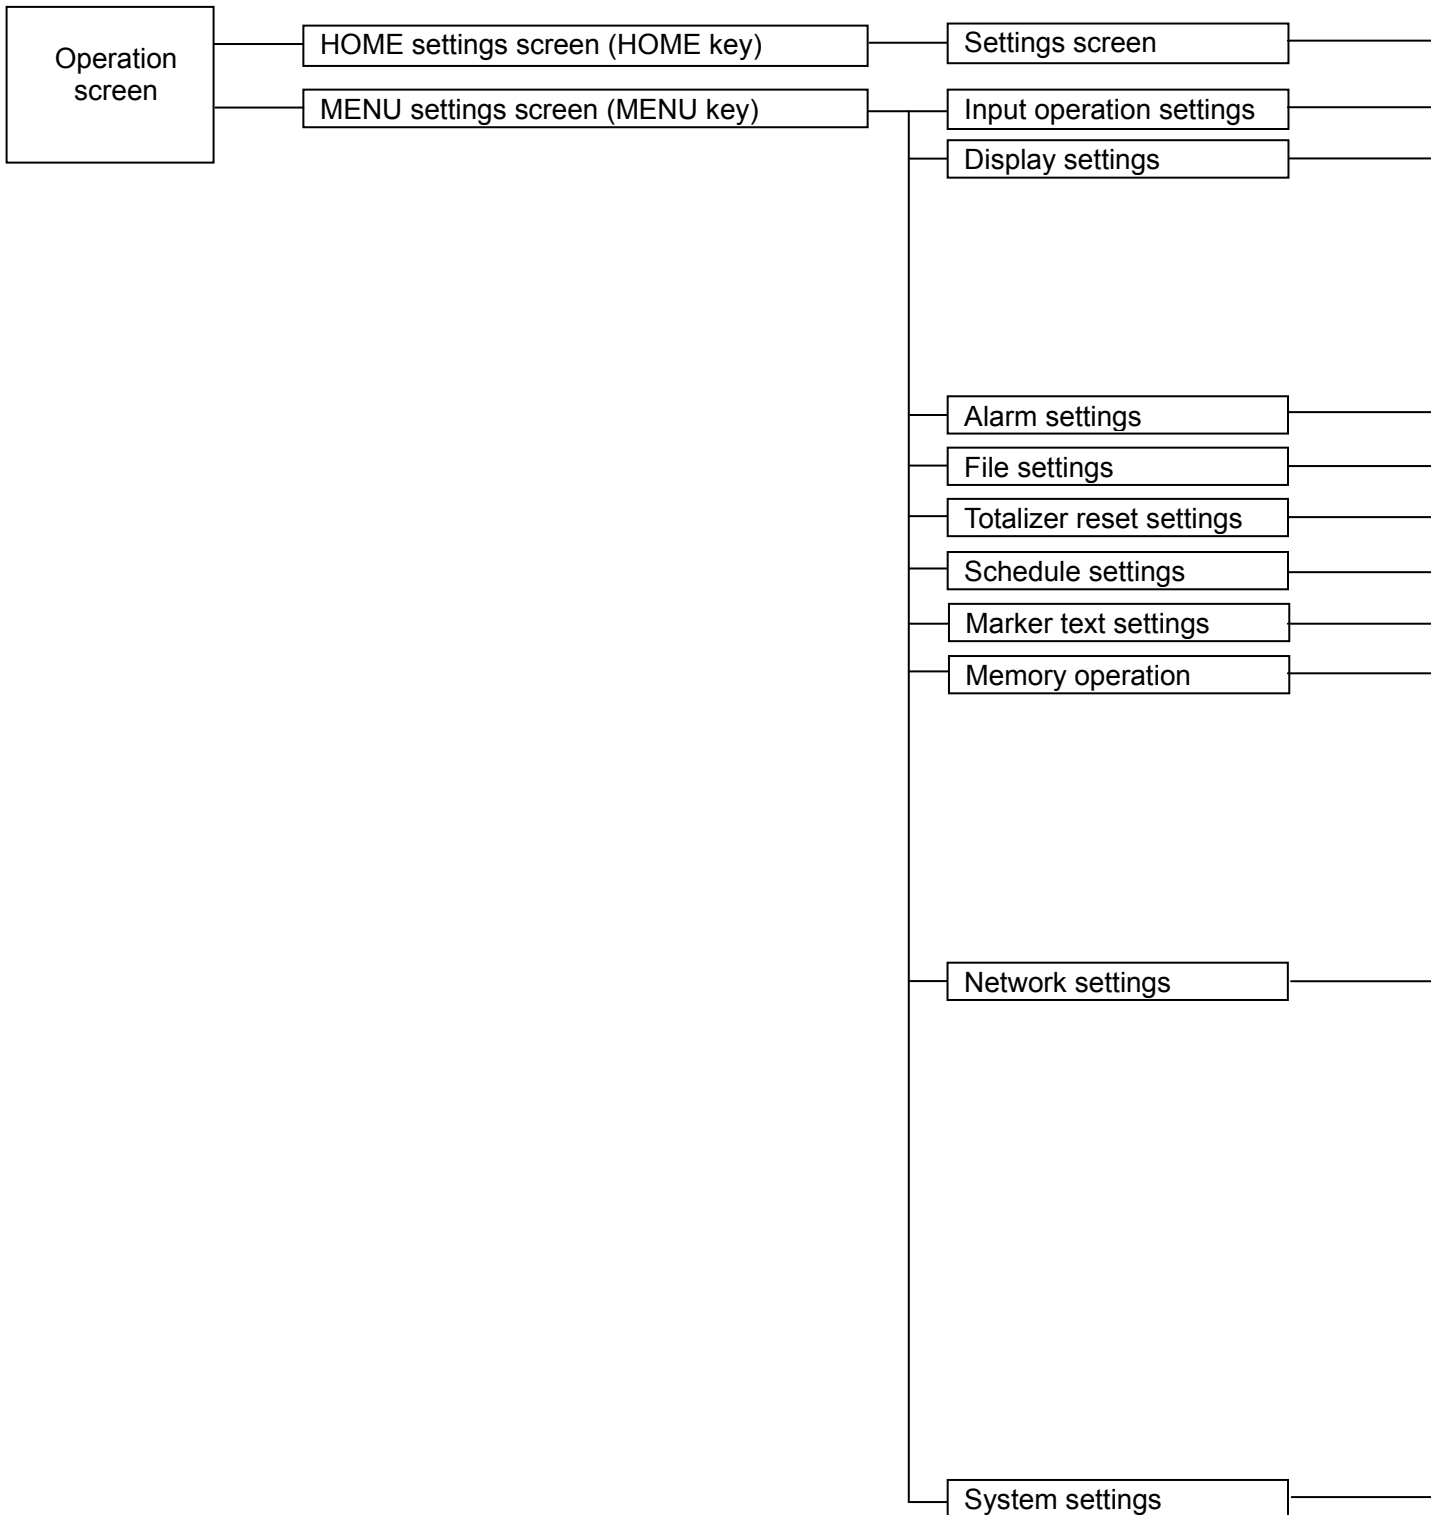 Operation
screen
HOME settings screen (HOME key)
Settings screen
MENU settings screen (MENU key)
Input operation settings
Display settings
Alarm settings
File settings
Totalizer reset settings
Schedule settings
Marker text settings
Memory operation
Network settings
System settings